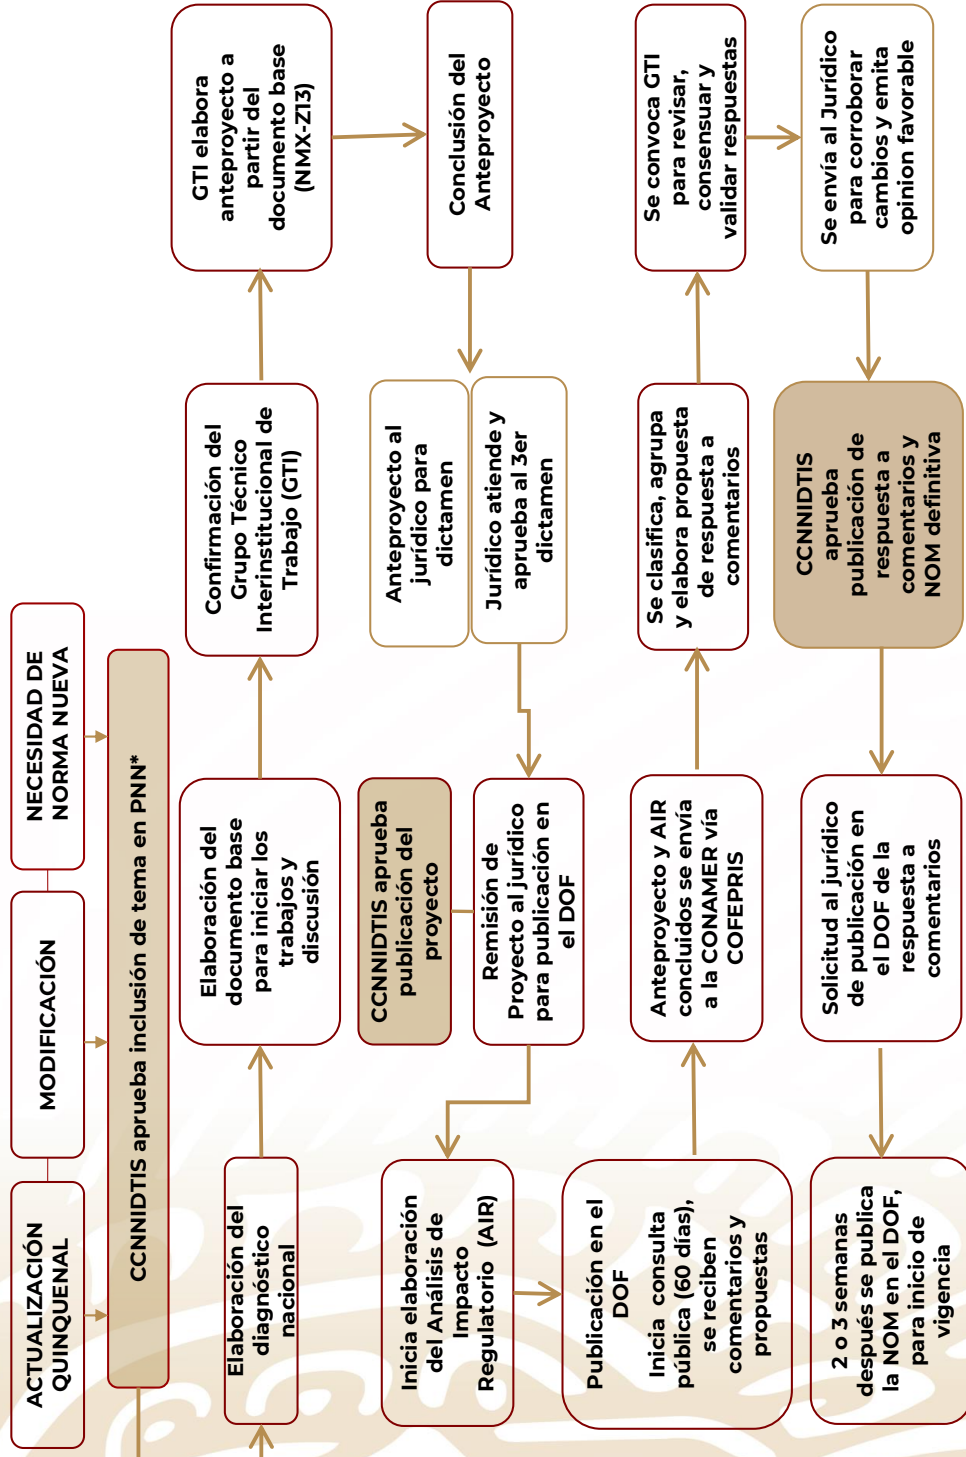 ACTUALIZACIÓN
QUINQUENAL
MODIFICACIÓN
NECESIDAD DE
NORMA NUEVA
CCNNIDTIS aprueba inclusión de tema en PNN*
Elaboración del
diagnóstico
nacional
Elaboración del
documento base
para iniciar los
trabajos y
discusión
Confirmación del
Grupo Técnico
Interinstitucional de
Trabajo (GTI)
GTI elabora
anteproyecto a
partir del
documento base
(NMX-Z13)
Conclusión del
Anteproyecto
Anteproyecto al
jurídico para
dictamen
Jurídico atiende y
aprueba al 3er
dictamen
CCNNIDTIS aprueba
publicación del
proyecto
Remisión de
Proyecto al jurídico
para publicación en
el DOF
Inicia elaboración
del Análisis de
Impacto
Regulatorio (AIR)
Publicación en el
DOF
Inicia consulta
pública (60 días),
se reciben
comentarios y
propuestas
Anteproyecto y AIR
concluidos se envía
a la CONAMER vía
COFEPRIS
Se clasifica, agrupa
y elabora propuesta
de respuesta a
comentarios
Se convoca GTI
para revisar,
consensuar y
validar respuestas
Se envía al Jurídico
para corroborar
cambios y emita
opinion favorable
CCNNIDTIS
aprueba
publicación de
respuesta a
comentarios y
NOM definitiva
Solicitud al jurídico
de publicación en
el DOF de la
respuesta a
comentarios
2 o 3 semanas
después se publica
la NOM en el DOF,
para inicio de
vigencia